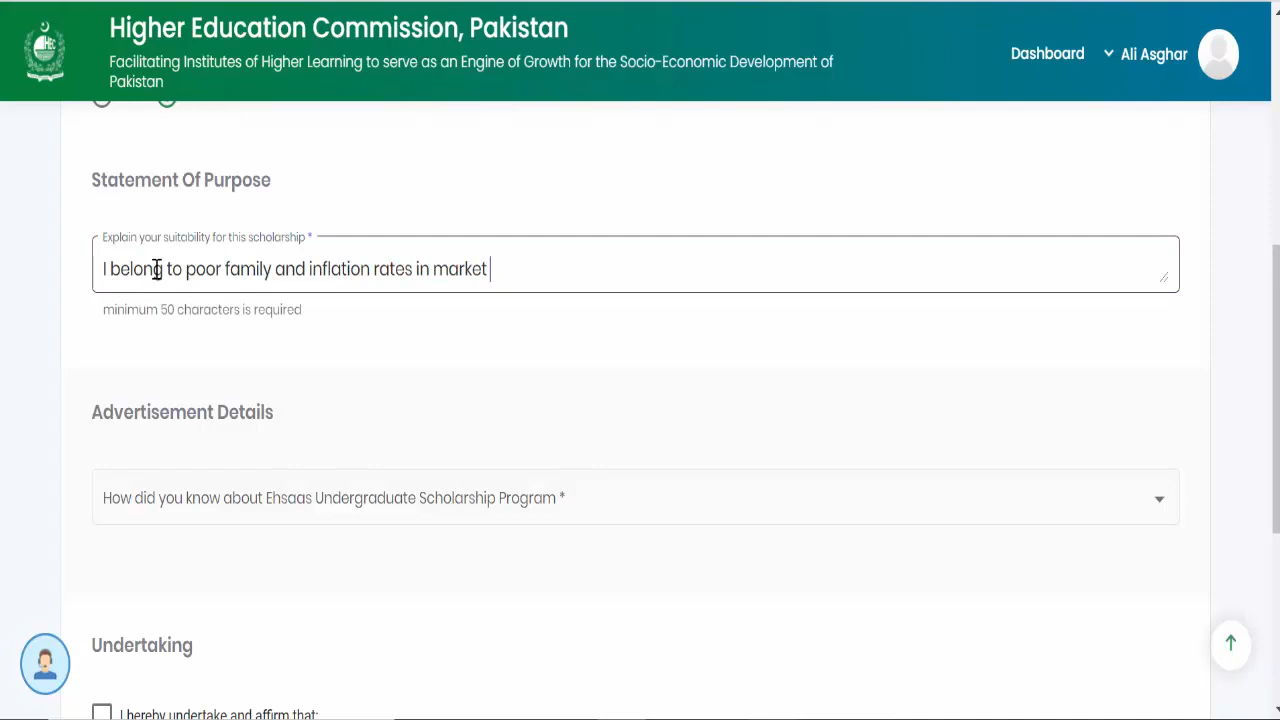 Higher Education Commission, Pakistan
Facilitating Institutes of Higher Learning to serve as an Engine of Growth for the Socio-Economic Development of
Pakistan
Dashboard
Ali Asghar
HEC
Statement Of Purpose
Explain your suitability for this scholarship *
I belong to poor family and inflation rates in market
minimum 50 characters is required
Advertisement Details
How did you know about Ehsaas Undergraduate Scholarship Program *
Undertaking
I hereby undertake and affirm that: